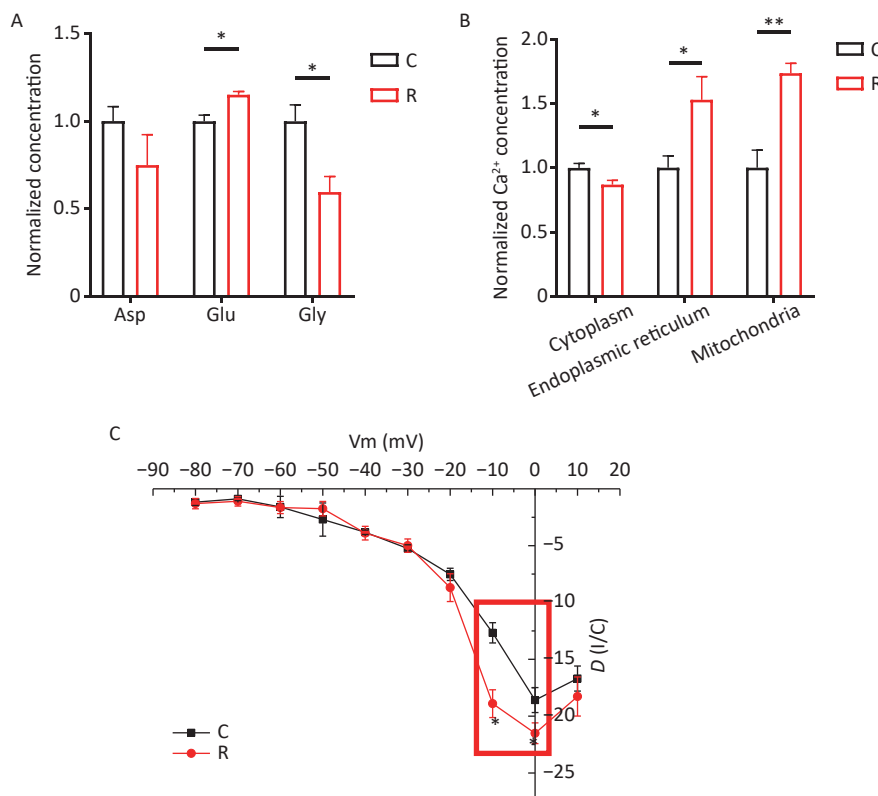 A
Normalized concentration
1.5
1.0
0.5
0
*
*
Asp Glu Gly
C
R
B
Normalized Ca²⁺ concentration
2.0
1.5
1.0
0.5
0
*
*
**
Cytoplasm
Endoplasmic reticulum
Mitochondria
C
R
C
Vm (mV)
−90 −80 −70 −60 −50 −40 −30 −20 −10 0 10 20
−5
−10
−15
−20
−25
D (I/C)
*
*
C
R